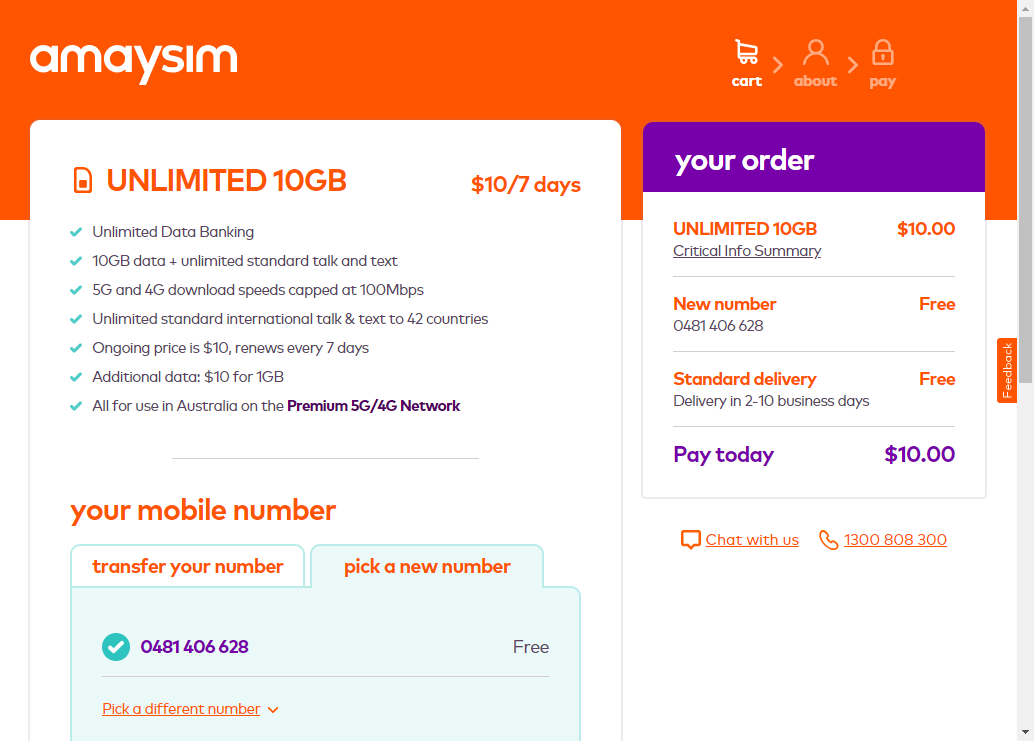 amaysim
cart
about
pay
UNLIMITED 10GB
$10/7 days
Unlimited Data Banking
10GB data + unlimited standard talk and text
5G and 4G download speeds capped at 100Mbps
Unlimited standard international talk & text to 42 countries
Ongoing price is $10, renews every 7 days
Additional data: $10 for 1GB
All for use in Australia on the Premium 5G/4G Network
your mobile number
transfer your number
pick a new number
0481 406 628
Free
Pick a different number
your order
UNLIMITED 10GB
$10.00
Critical Info Summary
New number
Free
0481 406 628
Standard delivery
Free
Delivery in 2-10 business days
Pay today
$10.00
Chat with us
1300 808 300
Feedback